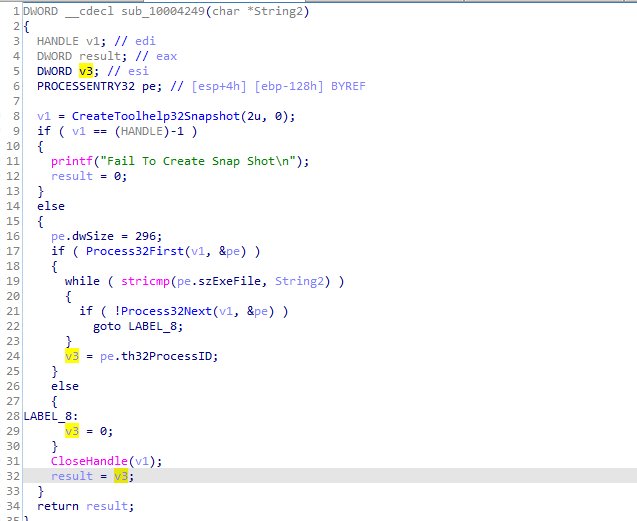 1 DWORD __cdecl sub_10004249(char *String2)
2 {
3 HANDLE v1; // edi
4 DWORD result; // eax
5 DWORD v3; // esi
6 PROCESSENTRY32 pe; // [esp+4h] [ebp-128h] BYREF
7
8 v1 = CreateToolhelp32Snapshot(2u, 0);
9 if ( v1 == (HANDLE)-1 )
10 {
11 printf("Fail To Create Snap Shot\n");
12 result = 0;
13 }
14 else
15 {
16 pe.dwSize = 296;
17 if ( Process32First(v1, &pe) )
18 {
19 while ( stricmp(pe.szExeFile, String2) )
20 {
21 if ( !Process32Next(v1, &pe) )
22 goto LABEL_8;
23 }
24 v3 = pe.th32ProcessID;
25 }
26 else
27 {
28 LABEL_8:
29 v3 = 0;
30 }
31 CloseHandle(v1);
32 result = v3;
33 }
34 return result;
35 }